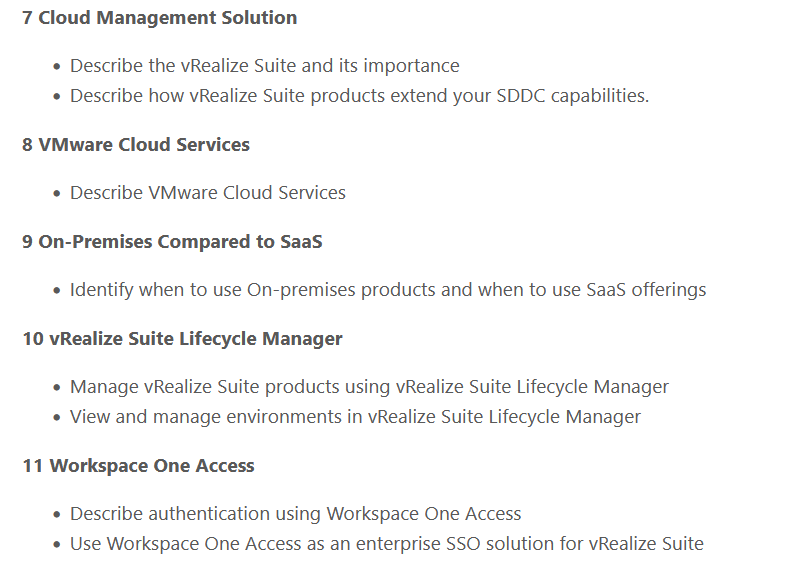 7 Cloud Management Solution
• Describe the vRealize Suite and its importance
• Describe how vRealize Suite products extend your SDDC capabilities.
8 VMware Cloud Services
• Describe VMware Cloud Services
9 On-Premises Compared to SaaS
• Identify when to use On-premises products and when to use SaaS offerings
10 vRealize Suite Lifecycle Manager
• Manage vRealize Suite products using vRealize Suite Lifecycle Manager
• View and manage environments in vRealize Suite Lifecycle Manager
11 Workspace One Access
• Describe authentication using Workspace One Access
• Use Workspace One Access as an enterprise SSO solution for vRealize Suite